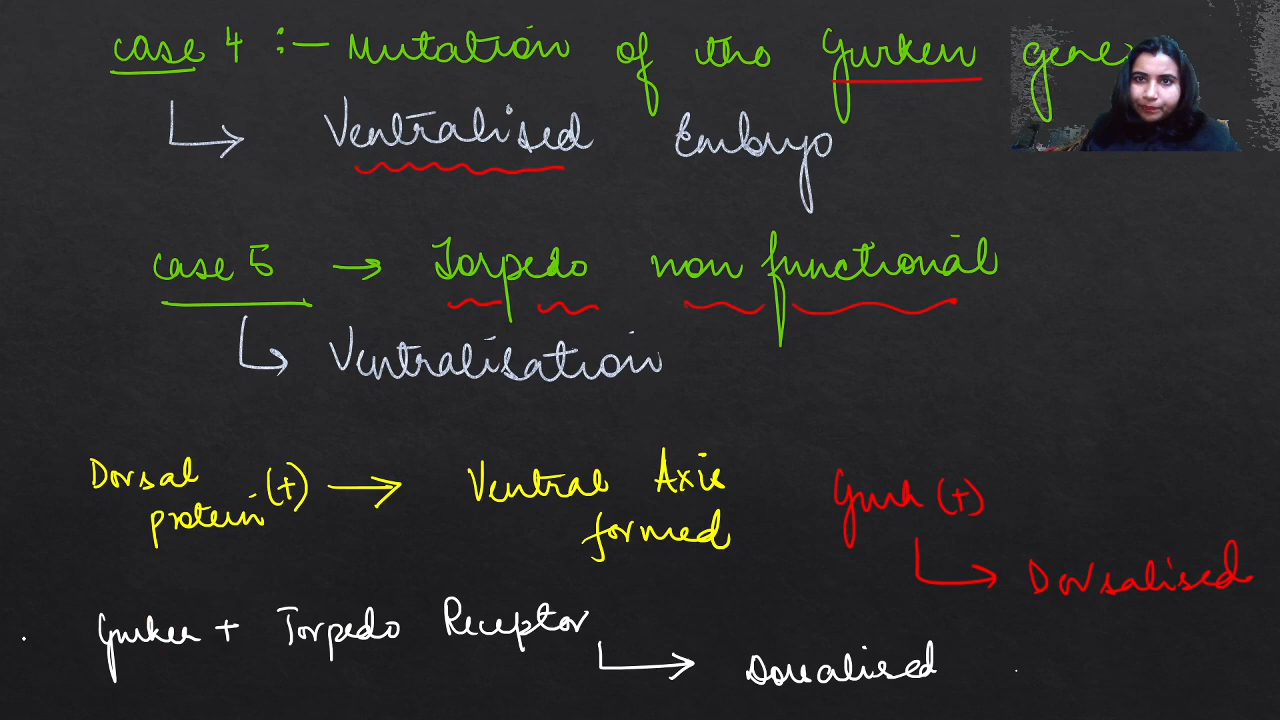 case 4 :- Mutation of the Gurken gene
Ventralised Embryo
case 5 → Torpedo non functional
Ventralisation
Dorsal protein (+) → Ventral Axis formed
Gurk (+)
Dorsalised
Gurken + Torpedo Receptor
Dorsalised